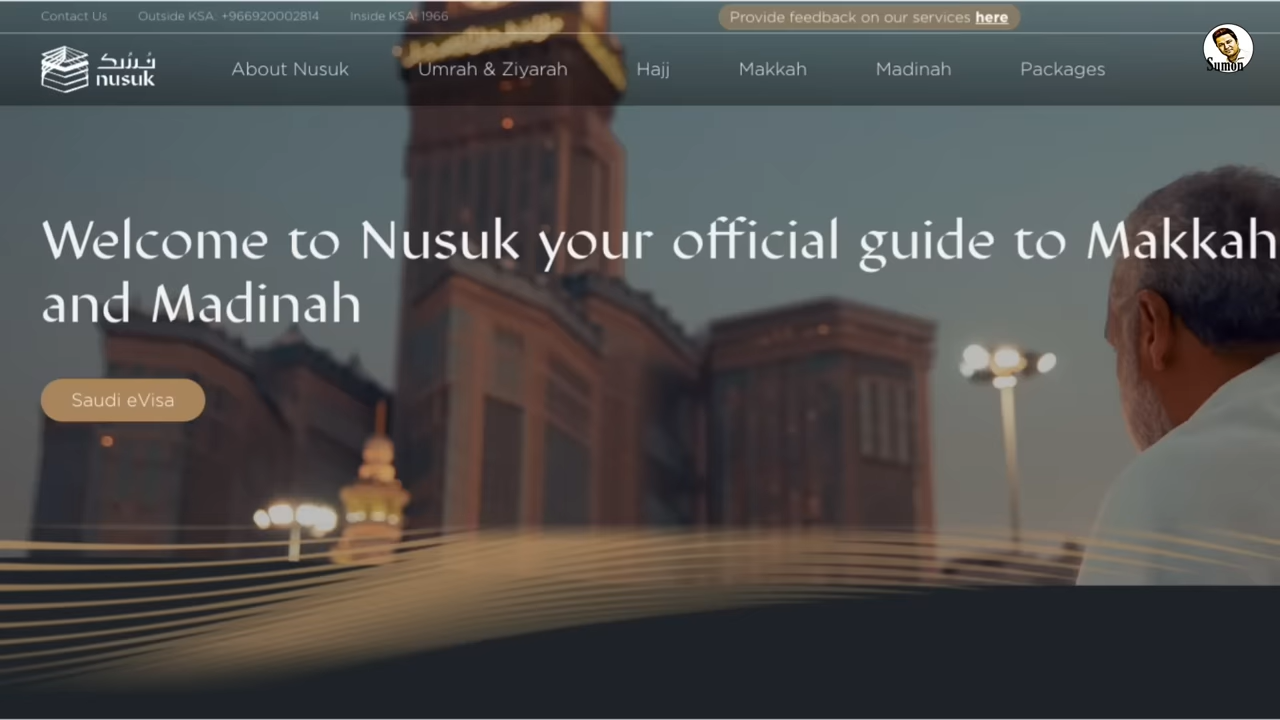 Contact Us Outside KSA: +966920002814 Inside KSA: 1966 Provide feedback on our services here
نُسُك
nusuk
About Nusuk Umrah & Ziyarah Hajj Makkah Madinah Packages
Sumon
Welcome to Nusuk your official guide to Makkah
and Madinah
Saudi eVisa